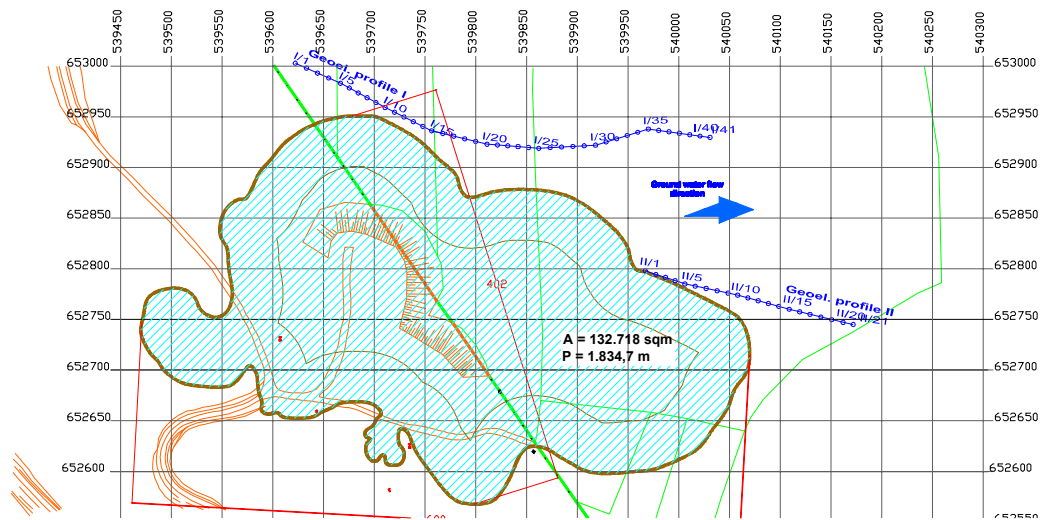 539450
539500
539550
539600
539650
539700
539750
539800
539850
539900
539950
540000
540050
540100
540150
540200
540250
540300
653000
653000
Geoel. profile I
I/1
I/5
I/10
I/15
I/20
I/25
I/30
I/35
I/40
I/41
652950
652950
652900
652900
Ground water flow
direction
652850
652850
652800
652800
II/1
II/5
II/10
II/15
II/20
II/21
Geoel. profile II
402
652750
652750
A = 132.718 sqm
P = 1.834,7 m
652700
652700
652650
652650
652600
652600
652550